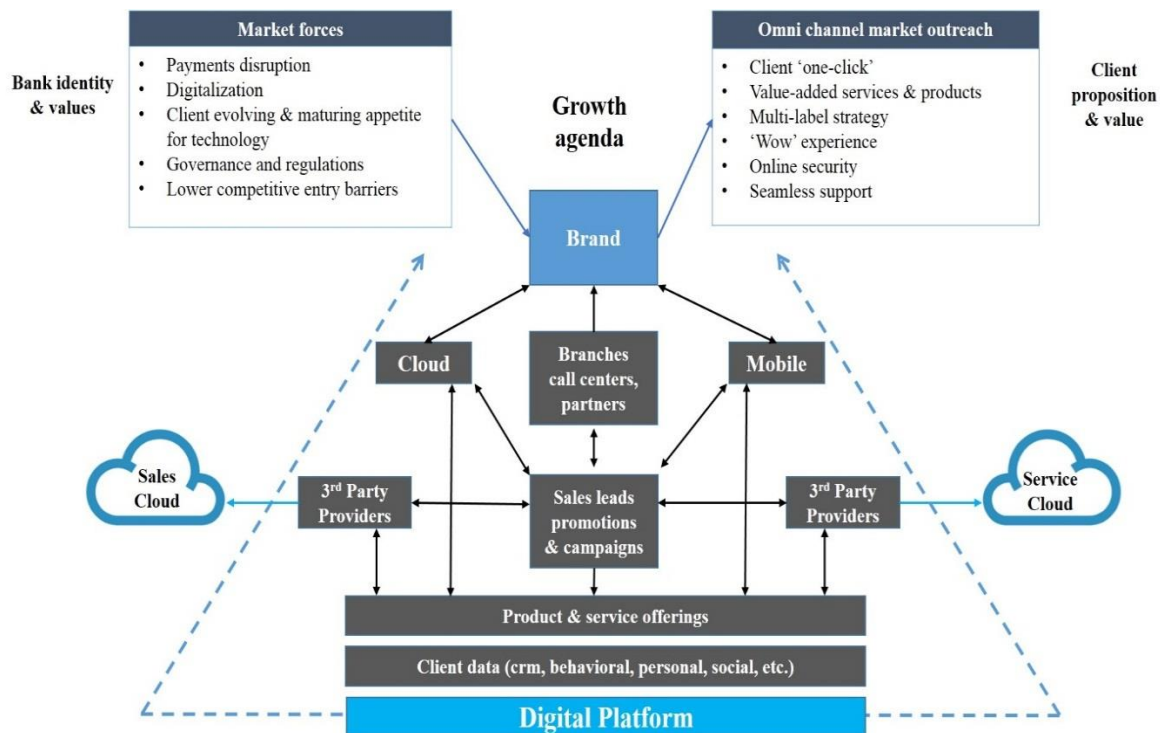 Market forces
Bank identity
& values
• Payments disruption
• Digitalization
• Client evolving & maturing appetite
for technology
• Governance and regulations
• Lower competitive entry barriers
Growth
agenda
Omni channel market outreach
• Client ‘one-click’
• Value-added services & products
• Multi-label strategy
• ‘Wow’ experience
• Online security
• Seamless support
Client
proposition
& value
Brand
Cloud
Branches
call centers,
partners
Mobile
Sales
Cloud
3rd Party
Providers
Sales leads
promotions
& campaigns
3rd Party
Providers
Service
Cloud
Product & service offerings
Client data (crm, behavioral, personal, social, etc.)
Digital Platform